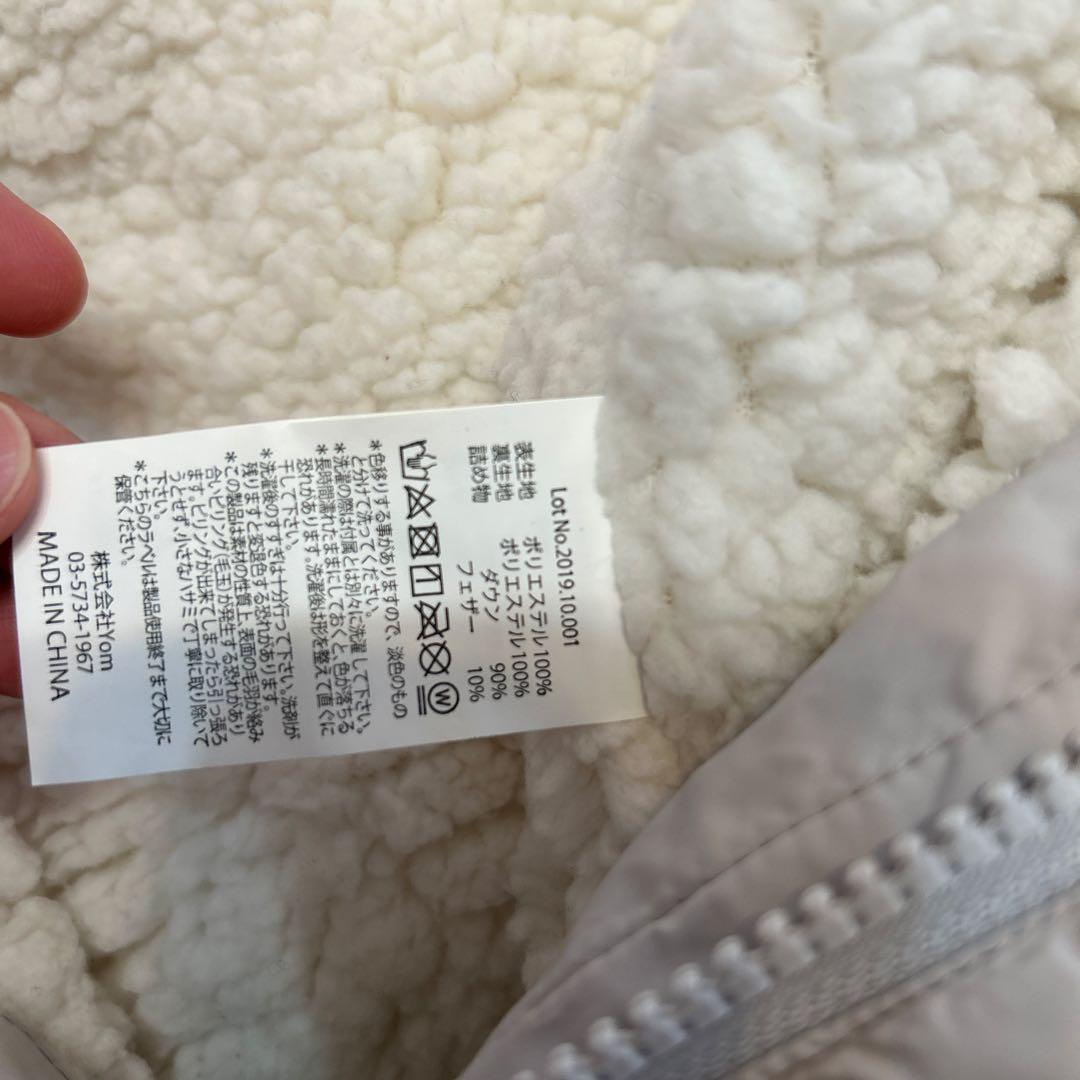 Lot No.2019.10.001
表生地 ポリエステル100%
裏生地 ポリエステル100%
詰め物 ダウン 90%
フェザー 10%
W
*色移りする事がありますので、淡色のもの
と分けて洗ってください。
*洗濯の際は付属とは別々に洗濯して下さい。
*長時間濡れたままにしておくと、色が落ちる
恐れがあります。洗濯後は形を整えて直ぐに
干して下さい。
*洗濯後のすすぎは十分行って下さい。洗剤が
残りますと変退色する恐れがあります。
*この製品は素材の性質上、表面の毛羽が絡み
合いピリング(毛玉)が発生する恐れがあり
ます。ピリングが出来てしまったら引っ張ろ
うとせず、小さなハサミで丁寧に取り除いて
下さい。
*こちらのラベルは製品使用終了まで大切に
保管ください。
株式会社Yom
03-5734-1967
MADE IN CHINA